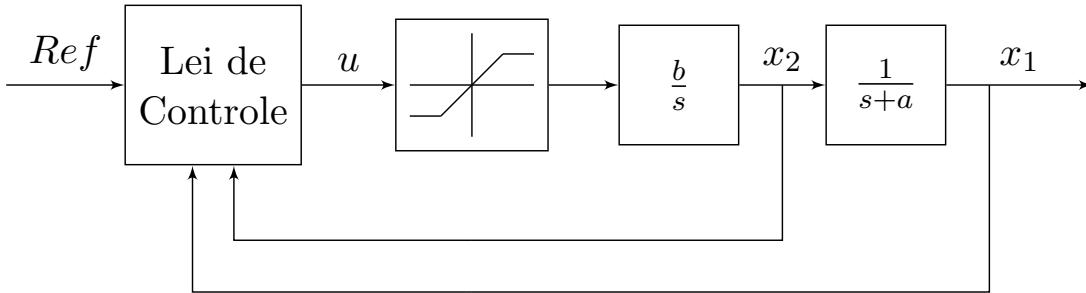 Ref
Lei de
Controle
u
b/s
x₂
1/(s+a)
x₁